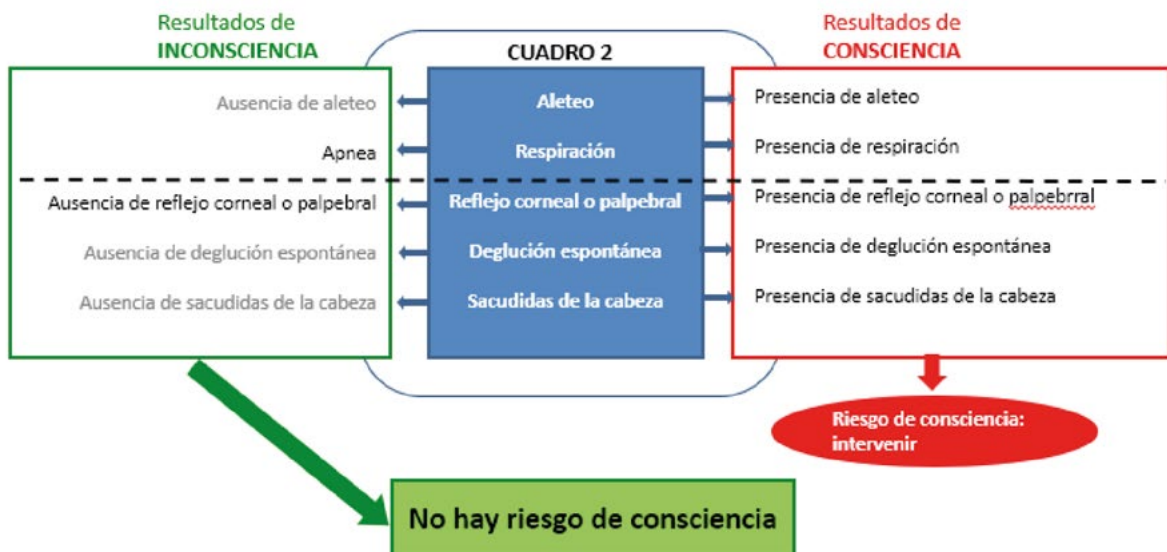 Resultados de
INCONSCIENCIA
CUADRO 2
Resultados de
CONSCIENCIA
Ausencia de aleteo
Aleteo
Presencia de aleteo
Apnea
Respiración
Presencia de respiración
Ausencia de reflejo corneal o palpebral
Reflejo corneal o palpebral
Presencia de reflejo corneal o palpebrral
Ausencia de deglución espontánea
Deglución espontánea
Presencia de deglución espontánea
Ausencia de sacudidas de la cabeza
Sacudidas de la cabeza
Presencia de sacudidas de la cabeza
Riesgo de consciencia:
intervenir
No hay riesgo de consciencia